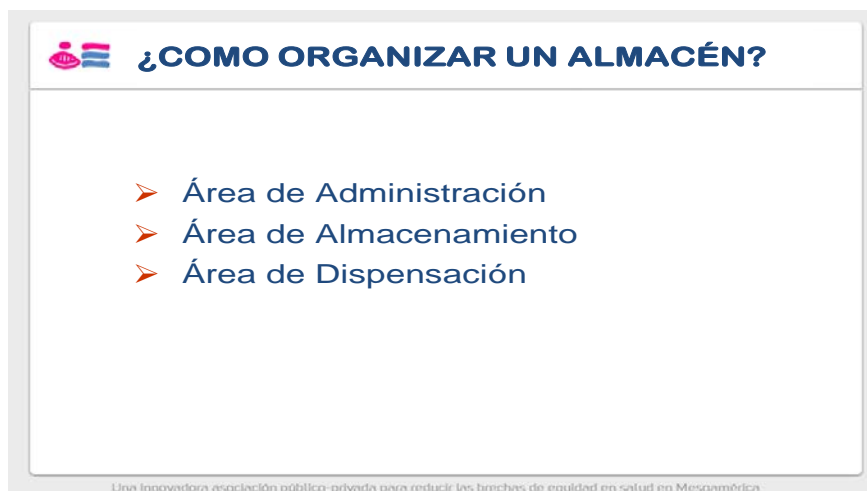 ¿COMO ORGANIZAR UN ALMACÉN?
➢ Área de Administración
➢ Área de Almacenamiento
➢ Área de Dispensación
Una innovadora asociación público-privada para reducir las brechas de equidad en salud en Mesoamérica